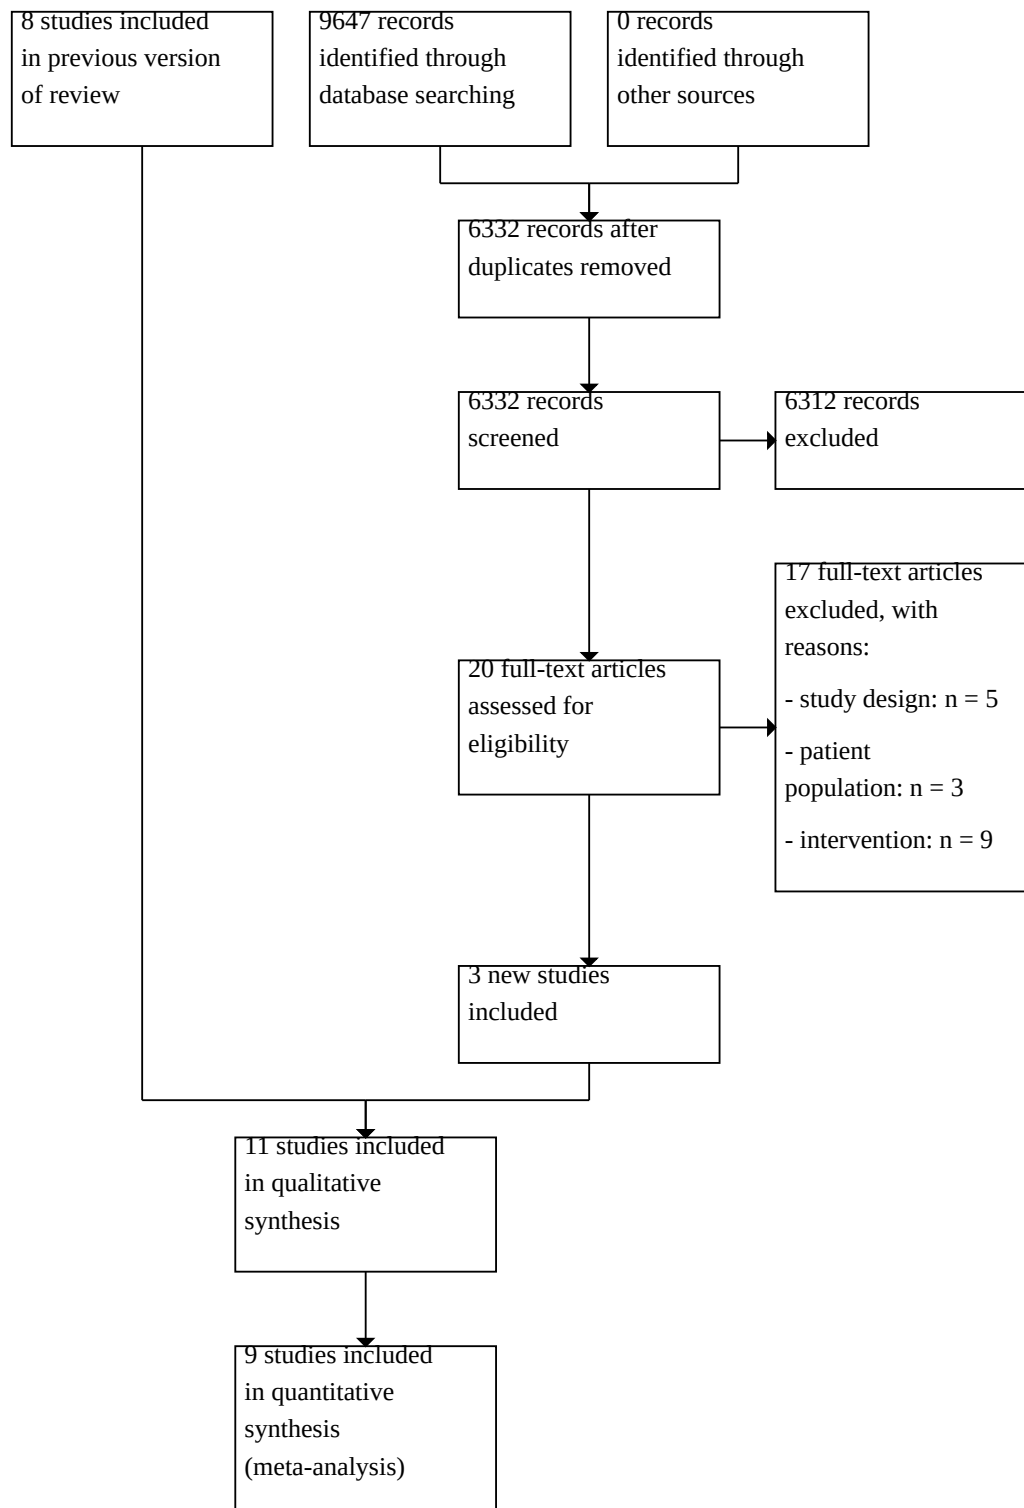 8 studies included
in previous version
of review
9647 records
identified through
database searching
0 records
identified through
other sources
6332 records after
duplicates removed
6332 records
screened
6312 records
excluded
20 full-text articles
assessed for
eligibility
17 full-text articles
excluded, with
reasons:
- study design: n = 5
- patient
population: n = 3
- intervention: n = 9
3 new studies
included
11 studies included
in qualitative
synthesis
9 studies included
in quantitative
synthesis
(meta-analysis)